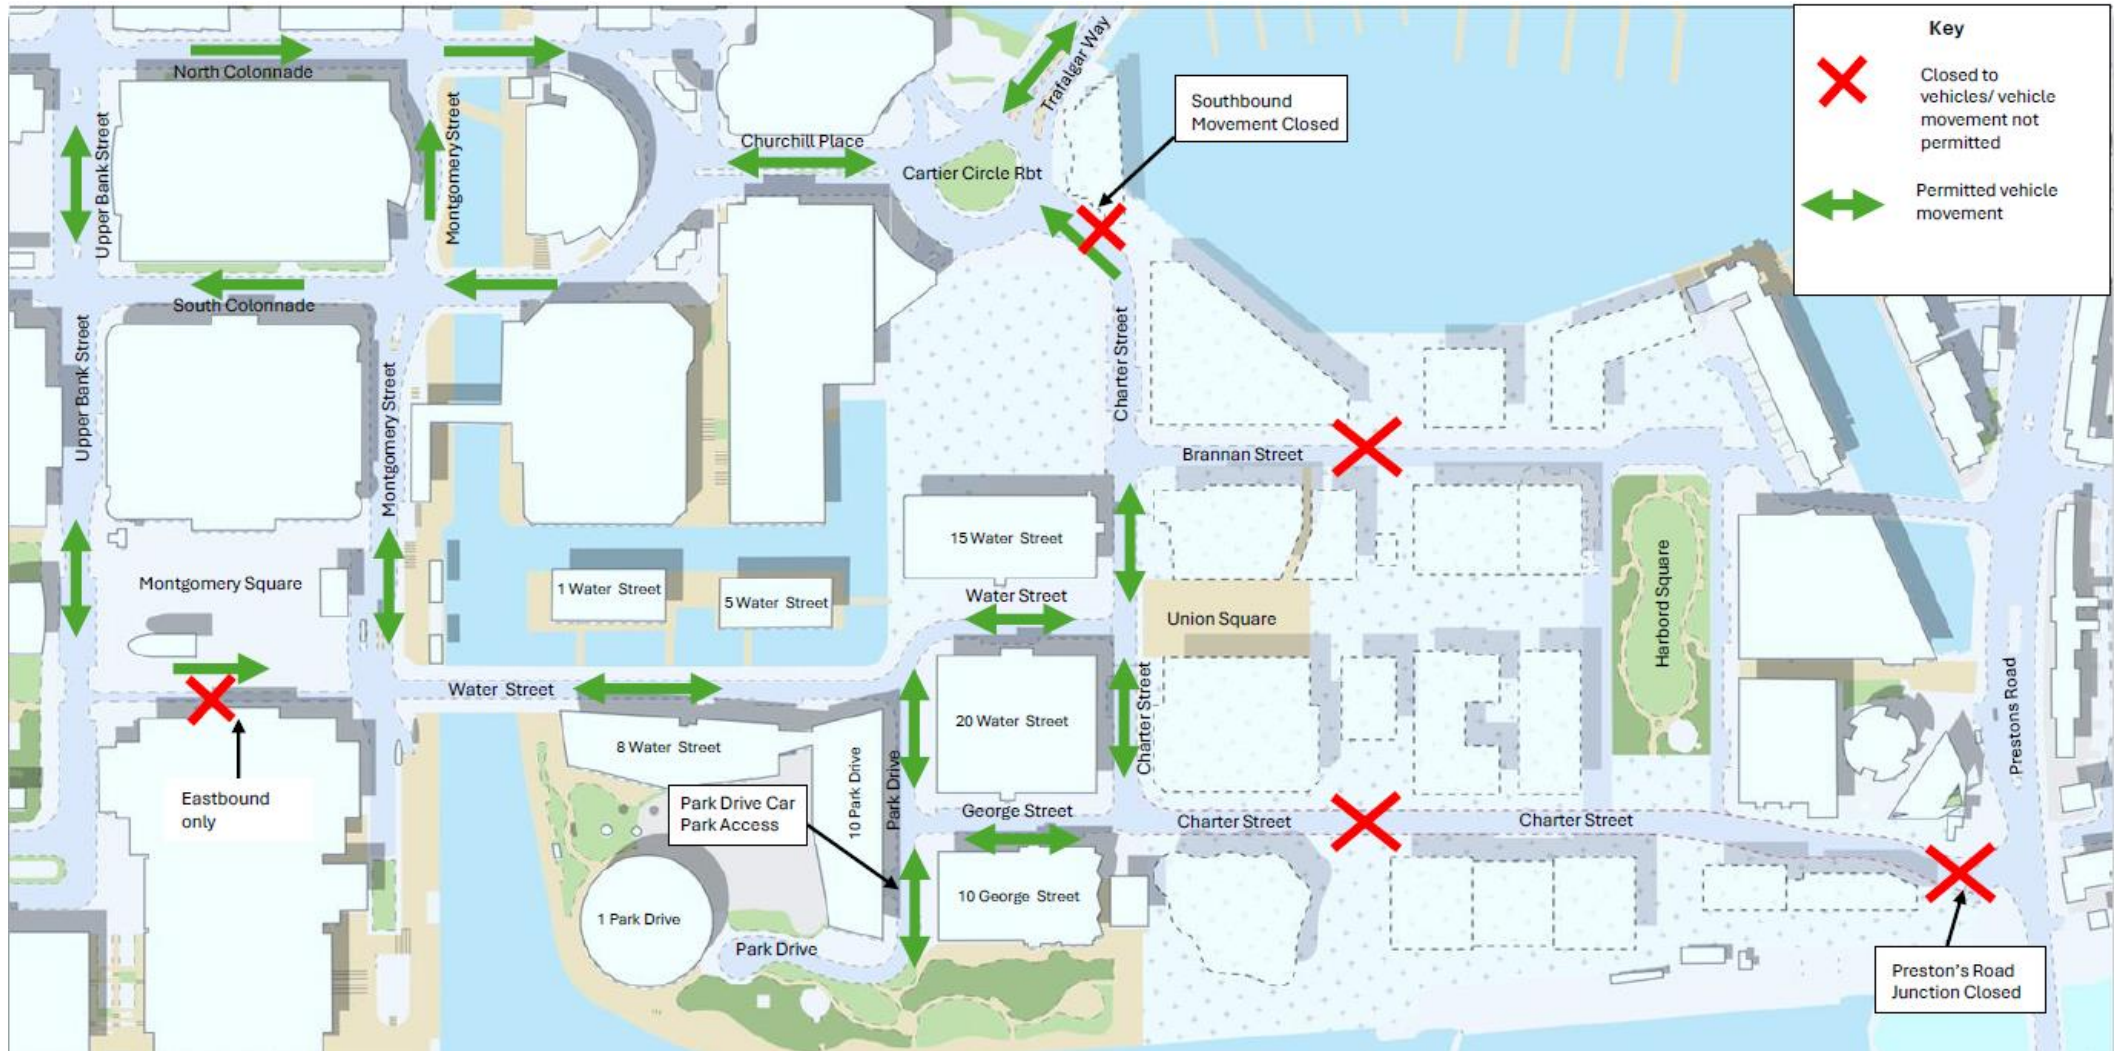 North Colonnade
Trafalgar Way
Key
Closed to
vehicles/ vehicle
movement not
permitted
Permitted vehicle
movement
Southbound
Movement Closed
Upper Bank Street
Montgomery Street
Churchill Place
Cartier Circle Rbt
South Colonnade
Upper Bank Street
Montgomery Street
Charter Street
Brannan Street
15 Water Street
Montgomery Square
1 Water Street
5 Water Street
Water Street
Union Square
Harbord Square
Prestons Road
Water Street
20 Water Street
Charter Street
8 Water Street
10 Park Drive
Park Drive
Eastbound
only
Park Drive Car
Park Access
George Street
Charter Street
Charter Street
10 George Street
1 Park Drive
Park Drive
Preston's Road
Junction Closed